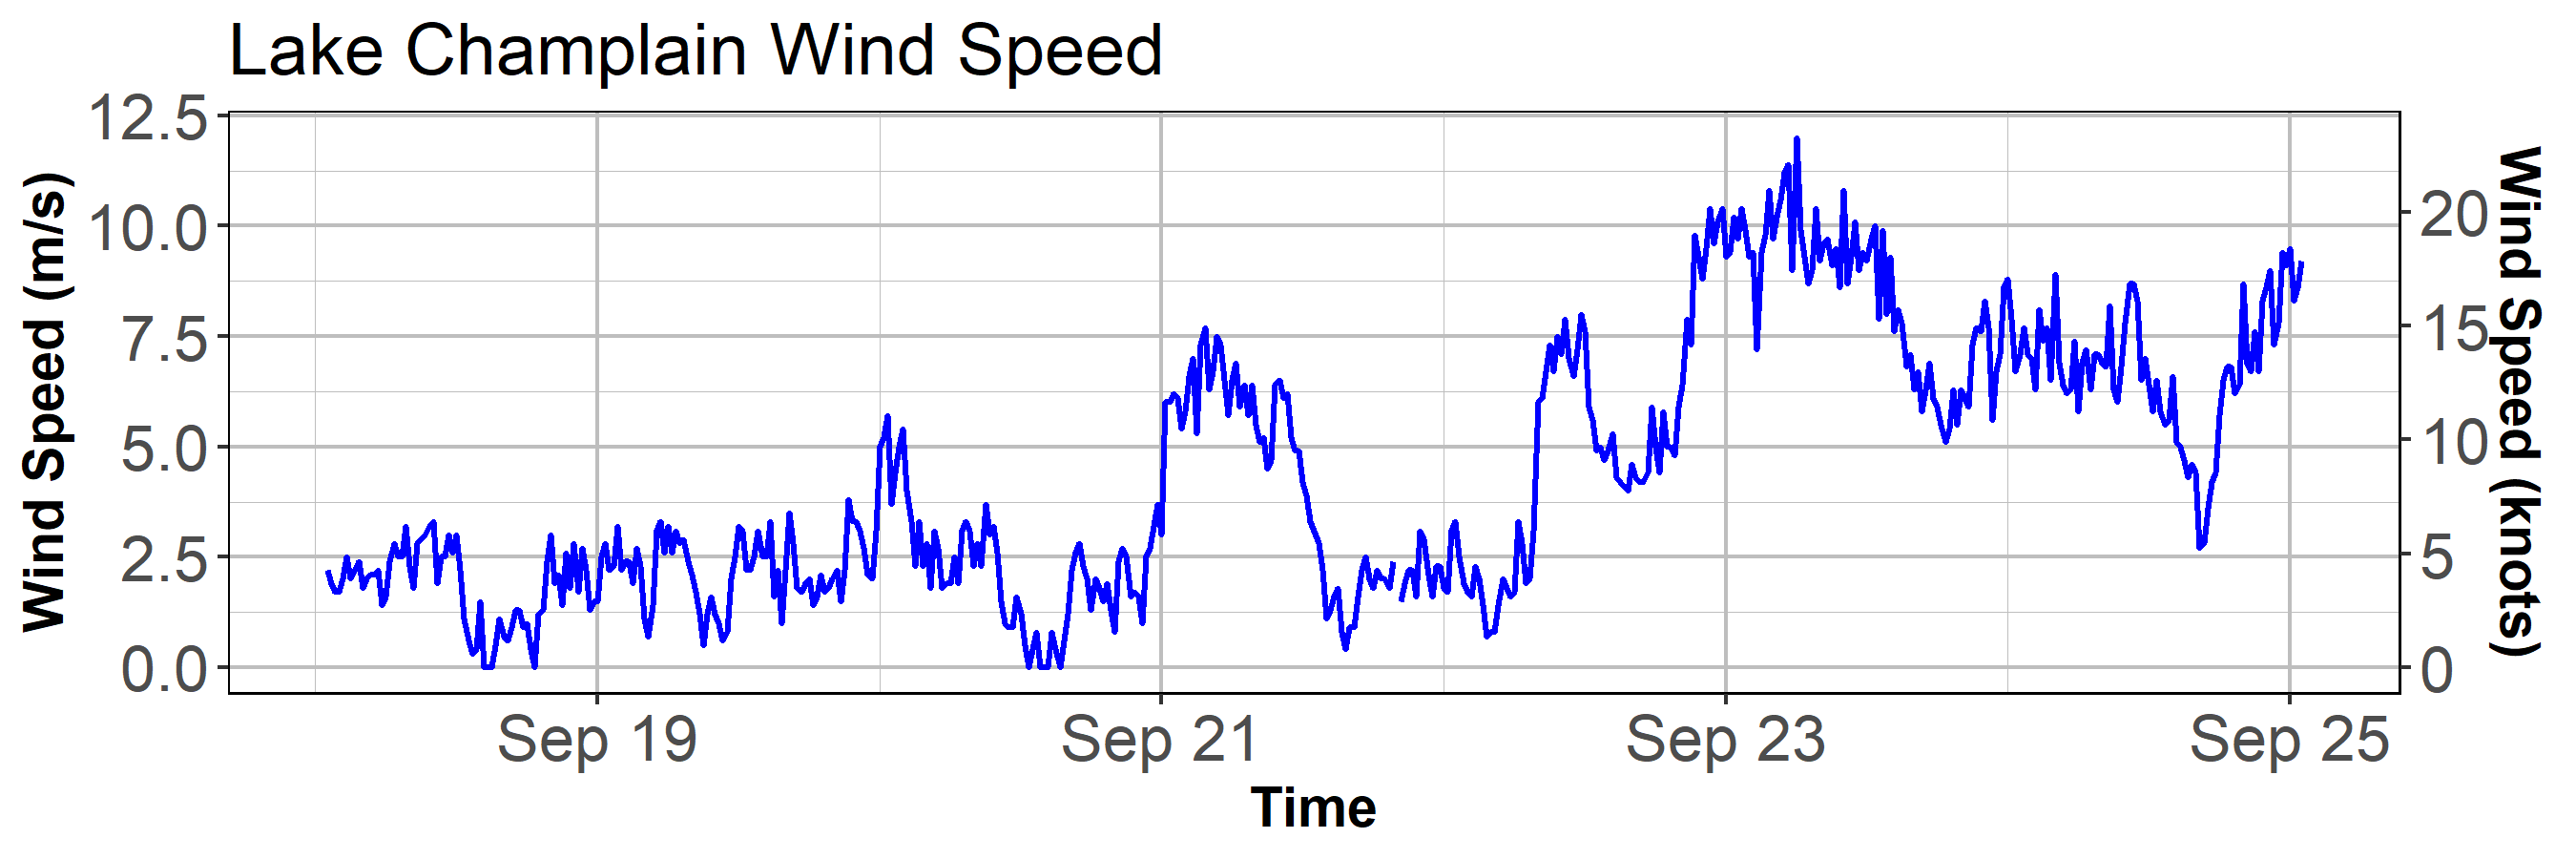 Lake Champlain Wind Speed
Wind Speed (m/s)
12.5
10.0
7.5
5.0
2.5
0.0
20
15
10
5
0
Wind Speed (knots)
Sep 19
Sep 21
Sep 23
Sep 25
Time